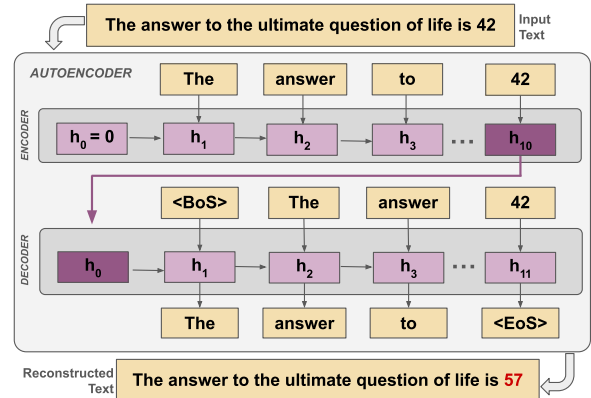 The answer to the ultimate question of life is 42
Input
Text
AUTOENCODER
The answer to 42
ENCODER
h0 = 0 h1 h2 h3 ... h10
<BoS> The answer 42
DECODER
h0 h1 h2 h3 ... h11
The answer to <EoS>
Reconstructed
Text
The answer to the ultimate question of life is 57